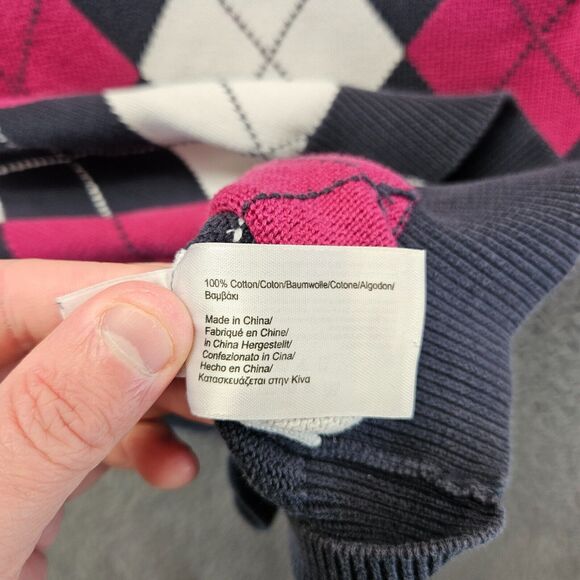 100% Cotton/Coton/Baumwolle/Cotone/Algodon/
Βαμβάκι
Made in China/
Fabriqué en Chine/
in China Hergestellt/
Confezionato in Cina/
Hecho en China/
Κατασκευάζεται στην Κίνα